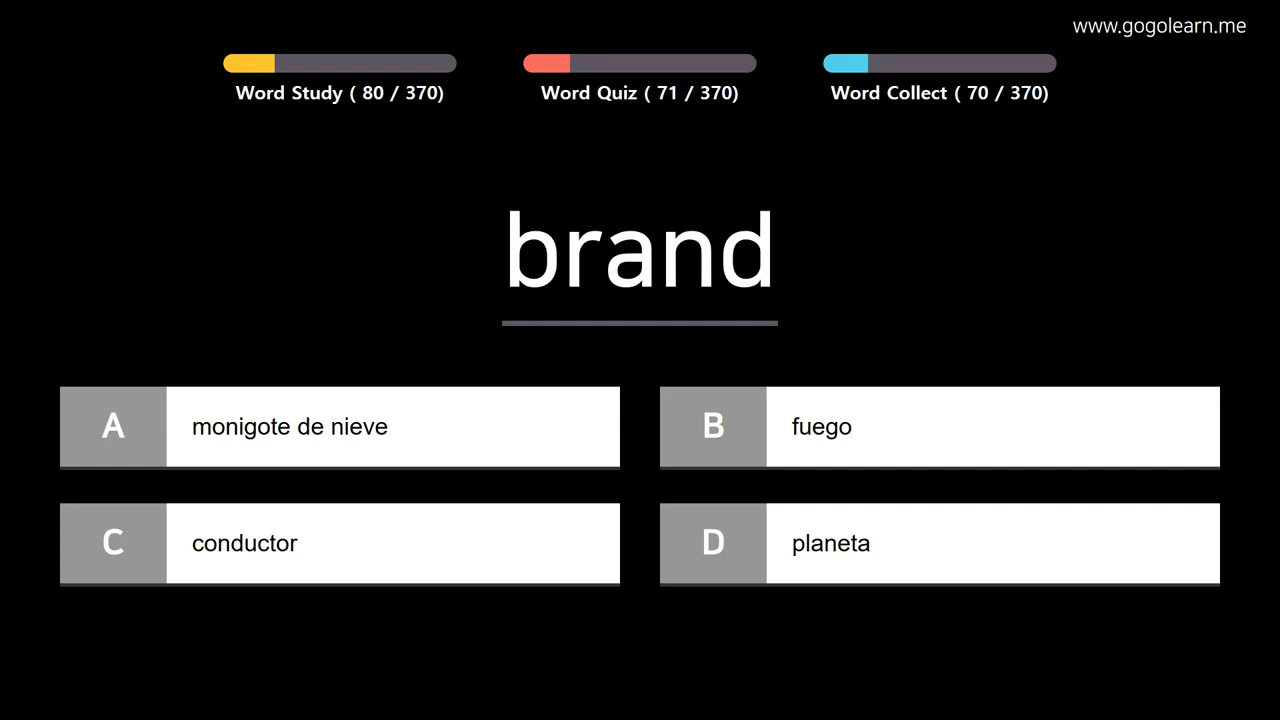 www.gogolearn.me
Word Study ( 80 / 370)
Word Quiz ( 71 / 370)
Word Collect ( 70 / 370)
brand
A
monigote de nieve
B
fuego
C
conductor
D
planeta